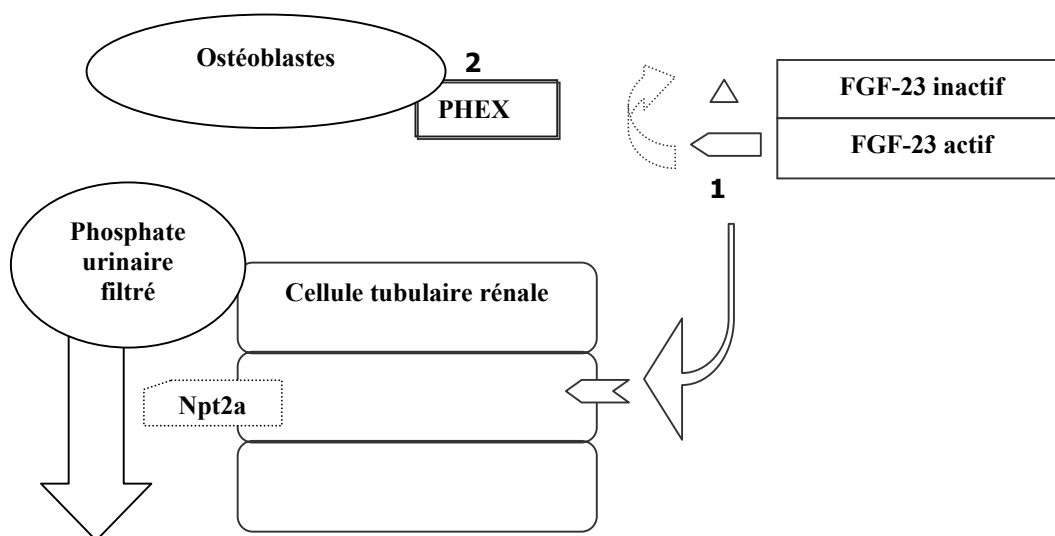 Ostéoblastes
2
PHEX
FGF-23 inactif
FGF-23 actif
1
Phosphate
urinaire
filtré
Cellule tubulaire rénale
Npt2a